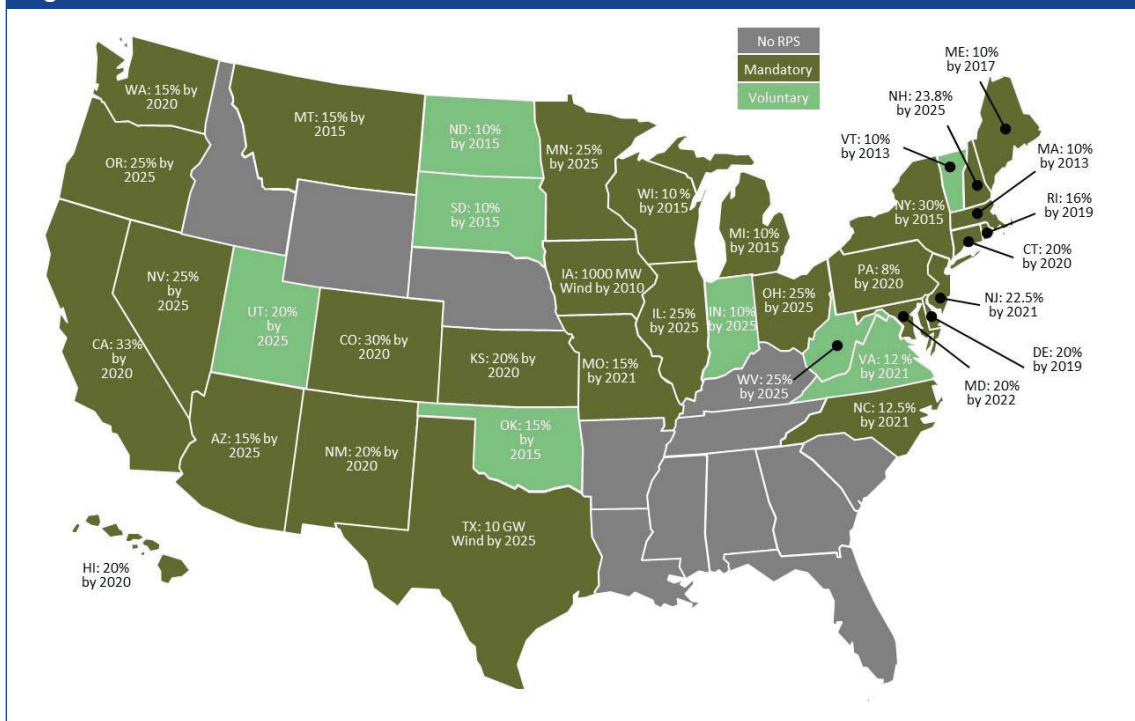 No RPS
Mandatory
Voluntary
WA: 15% by
2020
MT: 15% by
2015
ND: 10%
by 2015
MN: 25%
by 2025
OR: 25% by
2025
SD: 10%
by 2015
WI: 10 %
by 2015
MI: 10%
by 2015
NY: 30%
by 2015
VT: 10%
by 2013
NH: 23.8%
by 2025
ME: 10%
by 2017
MA: 10%
by 2013
RI: 16%
by 2019
CT: 20%
by 2020
NJ: 22.5%
by 2021
DE: 20%
by 2019
MD: 20%
by 2022
PA: 8%
by 2020
NV: 25%
by
2025
UT: 20%
by
2025
CA: 33%
by
2020
CO: 30%
by 2020
KS: 20% by
2020
IA: 1000 MW
Wind by 2010
MO: 15%
by 2021
IL: 25%
by 2025
IN: 10%
by 2025
OH: 25%
by 2025
WV: 25%
by 2025
VA: 12 %
by 2021
NC: 12.5%
by 2021
AZ: 15% by
2025
NM: 20% by
2020
OK: 15%
by
2015
TX: 10 GW
Wind by 2025
HI: 20%
by 2020